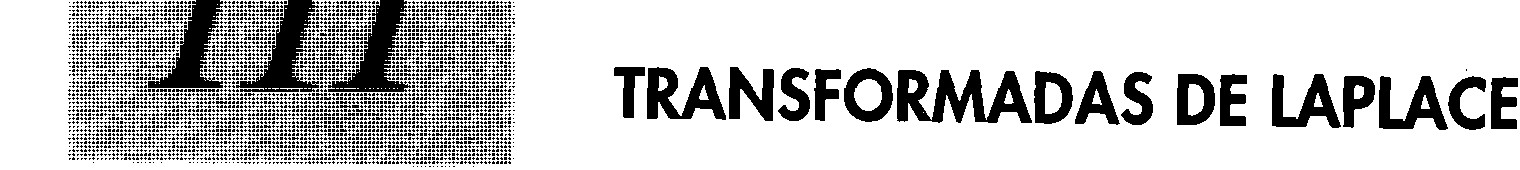 III
TRANSFORMADAS DE LAPLACE